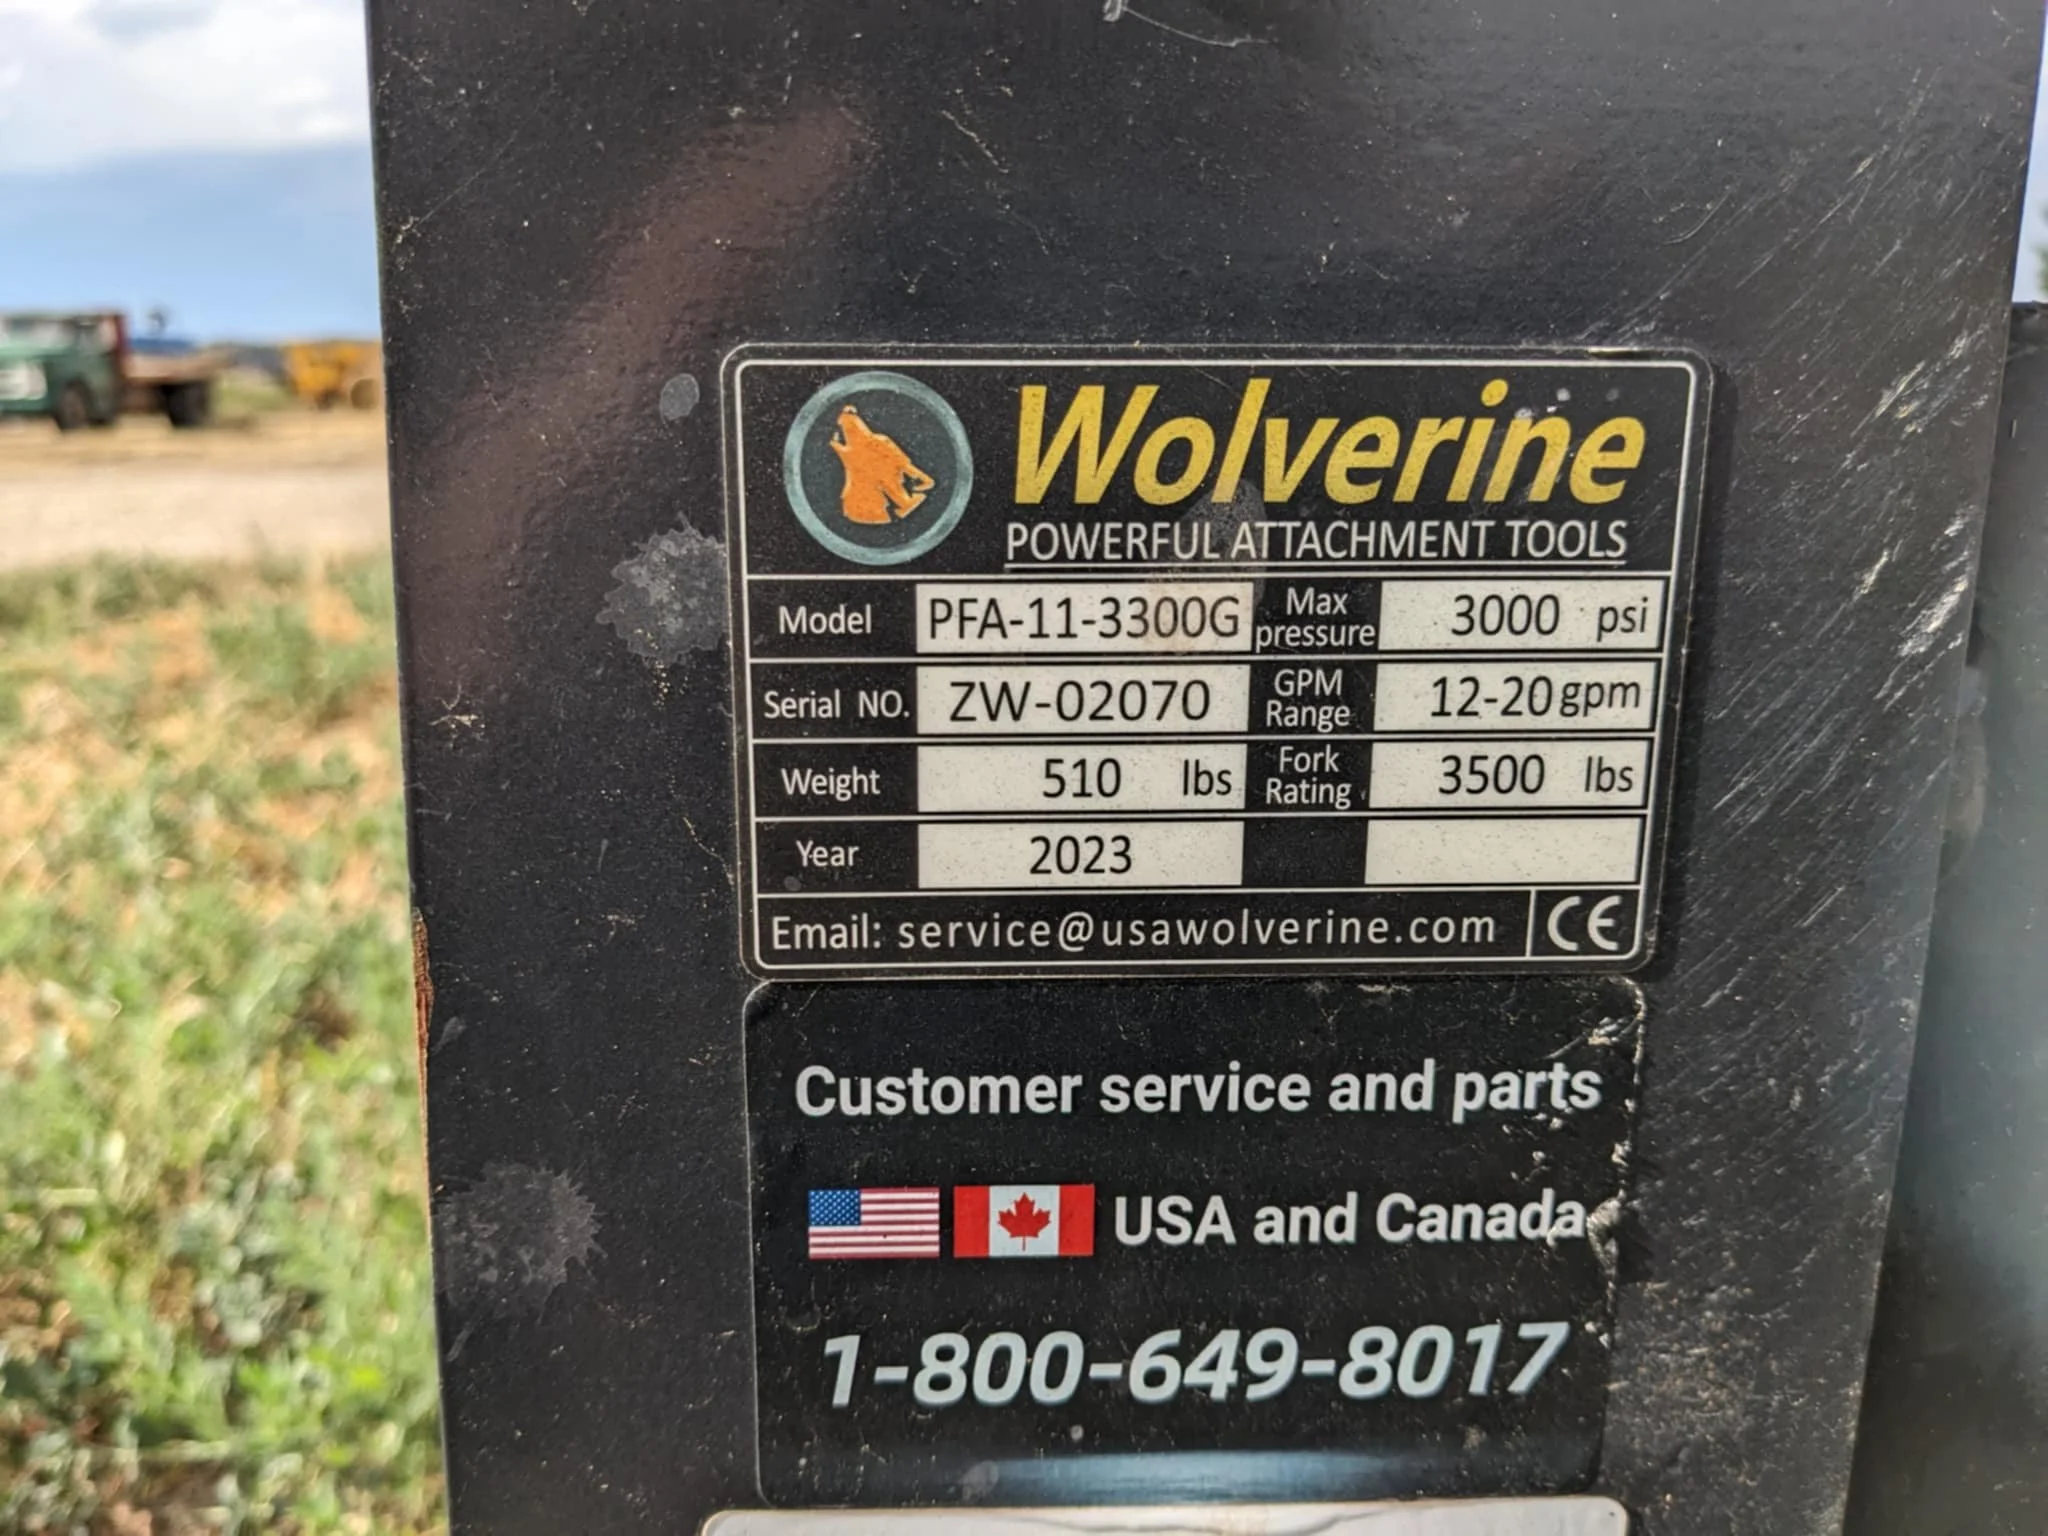 Wolverine
POWERFUL ATTACHMENT TOOLS
Model PFA-11-3300G Max pressure 3000 psi
Serial NO. ZW-02070 GPM Range 12-20 gpm
Weight 510 lbs Fork Rating 3500 lbs
Year 2023
Email: service@usawolverine.com CE
Customer service and parts
USA and Canada
1-800-649-8017